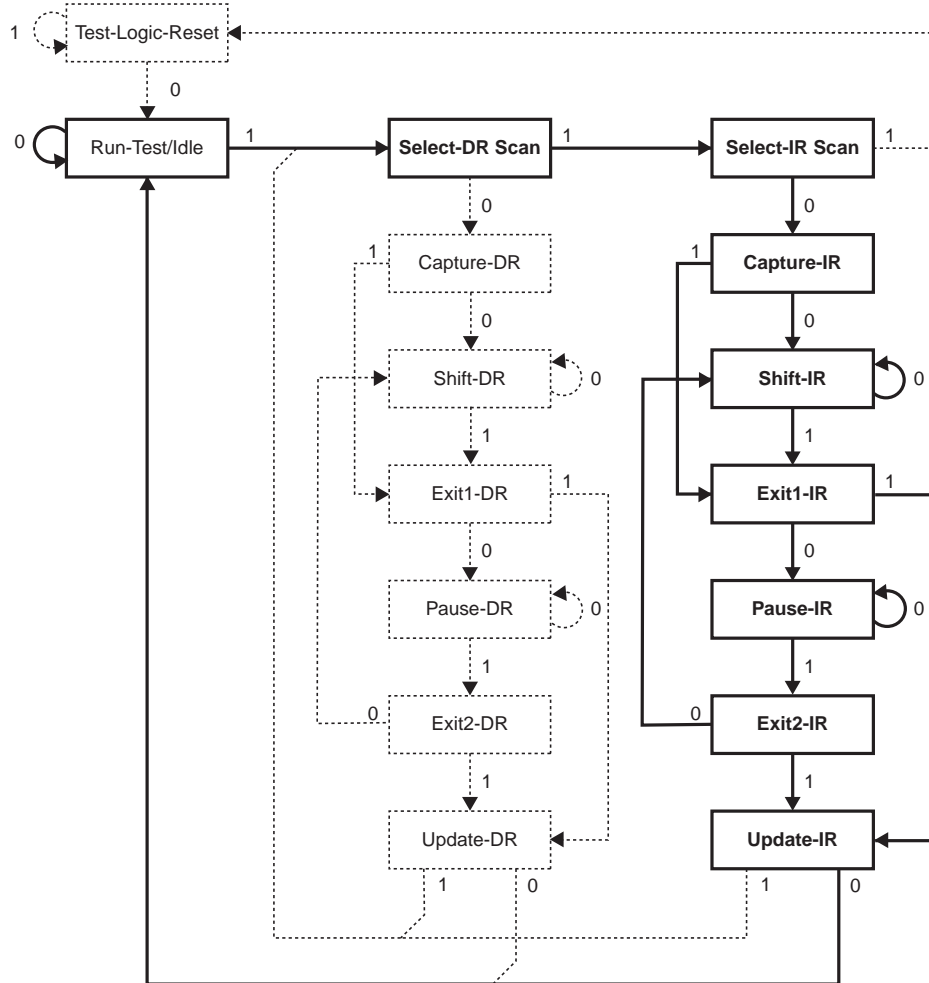 1
Test-Logic-Reset
0
0
Run-Test/Idle
1
Select-DR Scan
1
Select-IR Scan
1
0
0
1
Capture-DR
1
Capture-IR
0
0
Shift-DR
0
Shift-IR
0
1
1
Exit1-DR
1
Exit1-IR
1
0
0
Pause-DR
0
Pause-IR
0
1
1
0
Exit2-DR
0
Exit2-IR
1
1
Update-DR
Update-IR
1
0
1
0